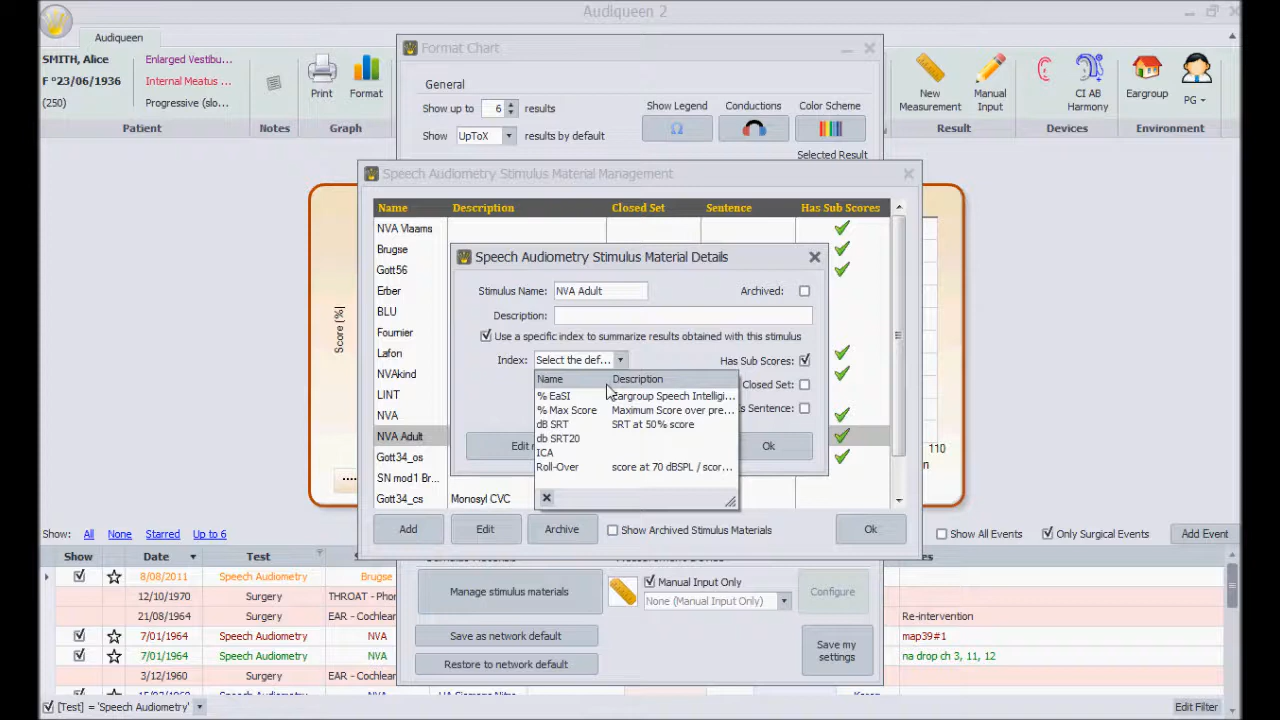 Audiqueen 2
Audiqueen
SMITH, Alice
F °23/06/1936
(250)
Enlarged Vestibu...
Internal Meatus ...
Progressive (slo...
Print
Format
New Measurement
Manual Input
CI AB Harmony
Eargroup
PG
Patient
Notes
Graph
Result
Devices
Environment
Format Chart
General
Show up to 6 results
Show UpToX results by default
Show Legend
Conductions
Color Scheme
Selected Result
Speech Audiometry Stimulus Material Management
Name Description Closed Set Sentence Has Sub Scores
NVA Vlaams
Brugse
Gott56
Erber
BLU
Fournier
Lafon
NVAkind
LINT
NVA
NVA Adult
Gott34_os
SN mod1 Br...
Gott34_cs Monosyl CVC
Speech Audiometry Stimulus Material Details
Stimulus Name: NVA Adult Archived:
Description:
Use a specific index to summarize results obtained with this stimulus
Index: Select the def... Has Sub Scores:
Closed Set:
Sentence:
Name Description
% EaSI Eargroup Speech Intelligi...
% Max Score Maximum Score over pre...
dB SRT SRT at 50% score
db SRT20
ICA
Roll-Over score at 70 dBSPL / scor...
Edit
Ok
Score [%]
110
Add
Edit
Archive
Show Archived Stimulus Materials
Ok
Show: All None Starred Up to 6
Show All Events
Only Surgical Events
Add Event
Show Date Test
8/08/2011 Speech Audiometry Brugse
12/10/1970 Surgery THROAT - Phon
21/08/1964 Surgery EAR - Cochlear Re-intervention
7/01/1964 Speech Audiometry NVA map39#1
7/01/1964 Speech Audiometry NVA na drop ch 3, 11, 12
3/12/1960 Surgery EAR - Cochlear
Manage stimulus materials
Manual Input Only
None (Manual Input Only)
Configure
Save as network default
Restore to network default
Save my settings
[Test] = 'Speech Audiometry'
Edit Filter